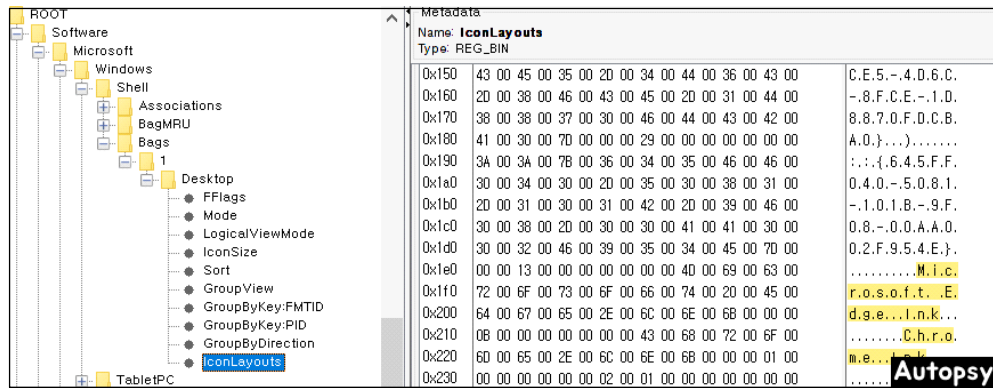 ROOT
Software
Microsoft
Windows
Shell
Associations
BagMRU
Bags
1
Desktop
FFlags
Mode
LogicalViewMode
IconSize
Sort
GroupView
GroupByKey:FMTID
GroupByKey:PID
GroupByDirection
IconLayouts
TabletPC
Metadata
Name: IconLayouts
Type: REG_BIN
0x150 43 00 45 00 35 00 2D 00 34 00 44 00 36 00 43 00 C.E.5.-.4.D.6.C.
0x160 2D 00 38 00 46 00 43 00 45 00 2D 00 31 00 44 00 -.8.F.C.E.-.1.D.
0x170 38 00 38 00 37 00 30 00 46 00 44 00 43 00 42 00 8.8.7.0.F.D.C.B.
0x180 41 00 30 00 7D 00 00 00 29 00 00 00 00 00 00 00 A.0.}...).......
0x190 3A 00 3A 00 7B 00 36 00 34 00 35 00 46 00 46 00 :.:.{.6.4.5.F.F.
0x1a0 30 00 34 00 30 00 2D 00 35 00 30 00 38 00 31 00 0.4.0.-.5.0.8.1.
0x1b0 2D 00 31 00 30 00 31 00 42 00 2D 00 39 00 46 00 -.1.0.1.B.-.9.F.
0x1c0 30 00 38 00 2D 00 30 00 30 00 41 00 41 00 30 00 0.8.-.0.0.A.A.0.
0x1d0 30 00 32 00 46 00 39 00 35 00 34 00 45 00 7D 00 0.2.F.9.5.4.E.}.
0x1e0 00 00 13 00 00 00 00 00 00 00 4D 00 69 00 63 00 ..........M.i.c.
0x1f0 72 00 6F 00 73 00 6F 00 66 00 74 00 20 00 45 00 r.o.s.o.f.t. .E.
0x200 64 00 67 00 65 00 2E 00 6C 00 6E 00 6B 00 00 00 d.g.e...l.n.k...
0x210 0B 00 00 00 00 00 00 00 43 00 68 00 72 00 6F 00 ........C.h.r.o.
0x220 6D 00 65 00 2E 00 6C 00 6E 00 6B 00 00 00 01 00 m.e...l.n.k
0x230 00 00 00 00 00 00 02 00 01 00 00 00 00 00 00 00 .....
Autopsy